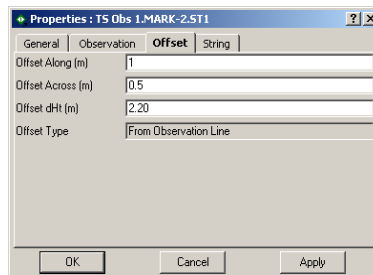 Properties : TS Obs 1.MARK-2.ST1 ? X
General Observation Offset String
Offset Along (m) 1
Offset Across (m) 0.5
Offset dHt (m) 2.20
Offset Type From Observation Line
OK Cancel Apply